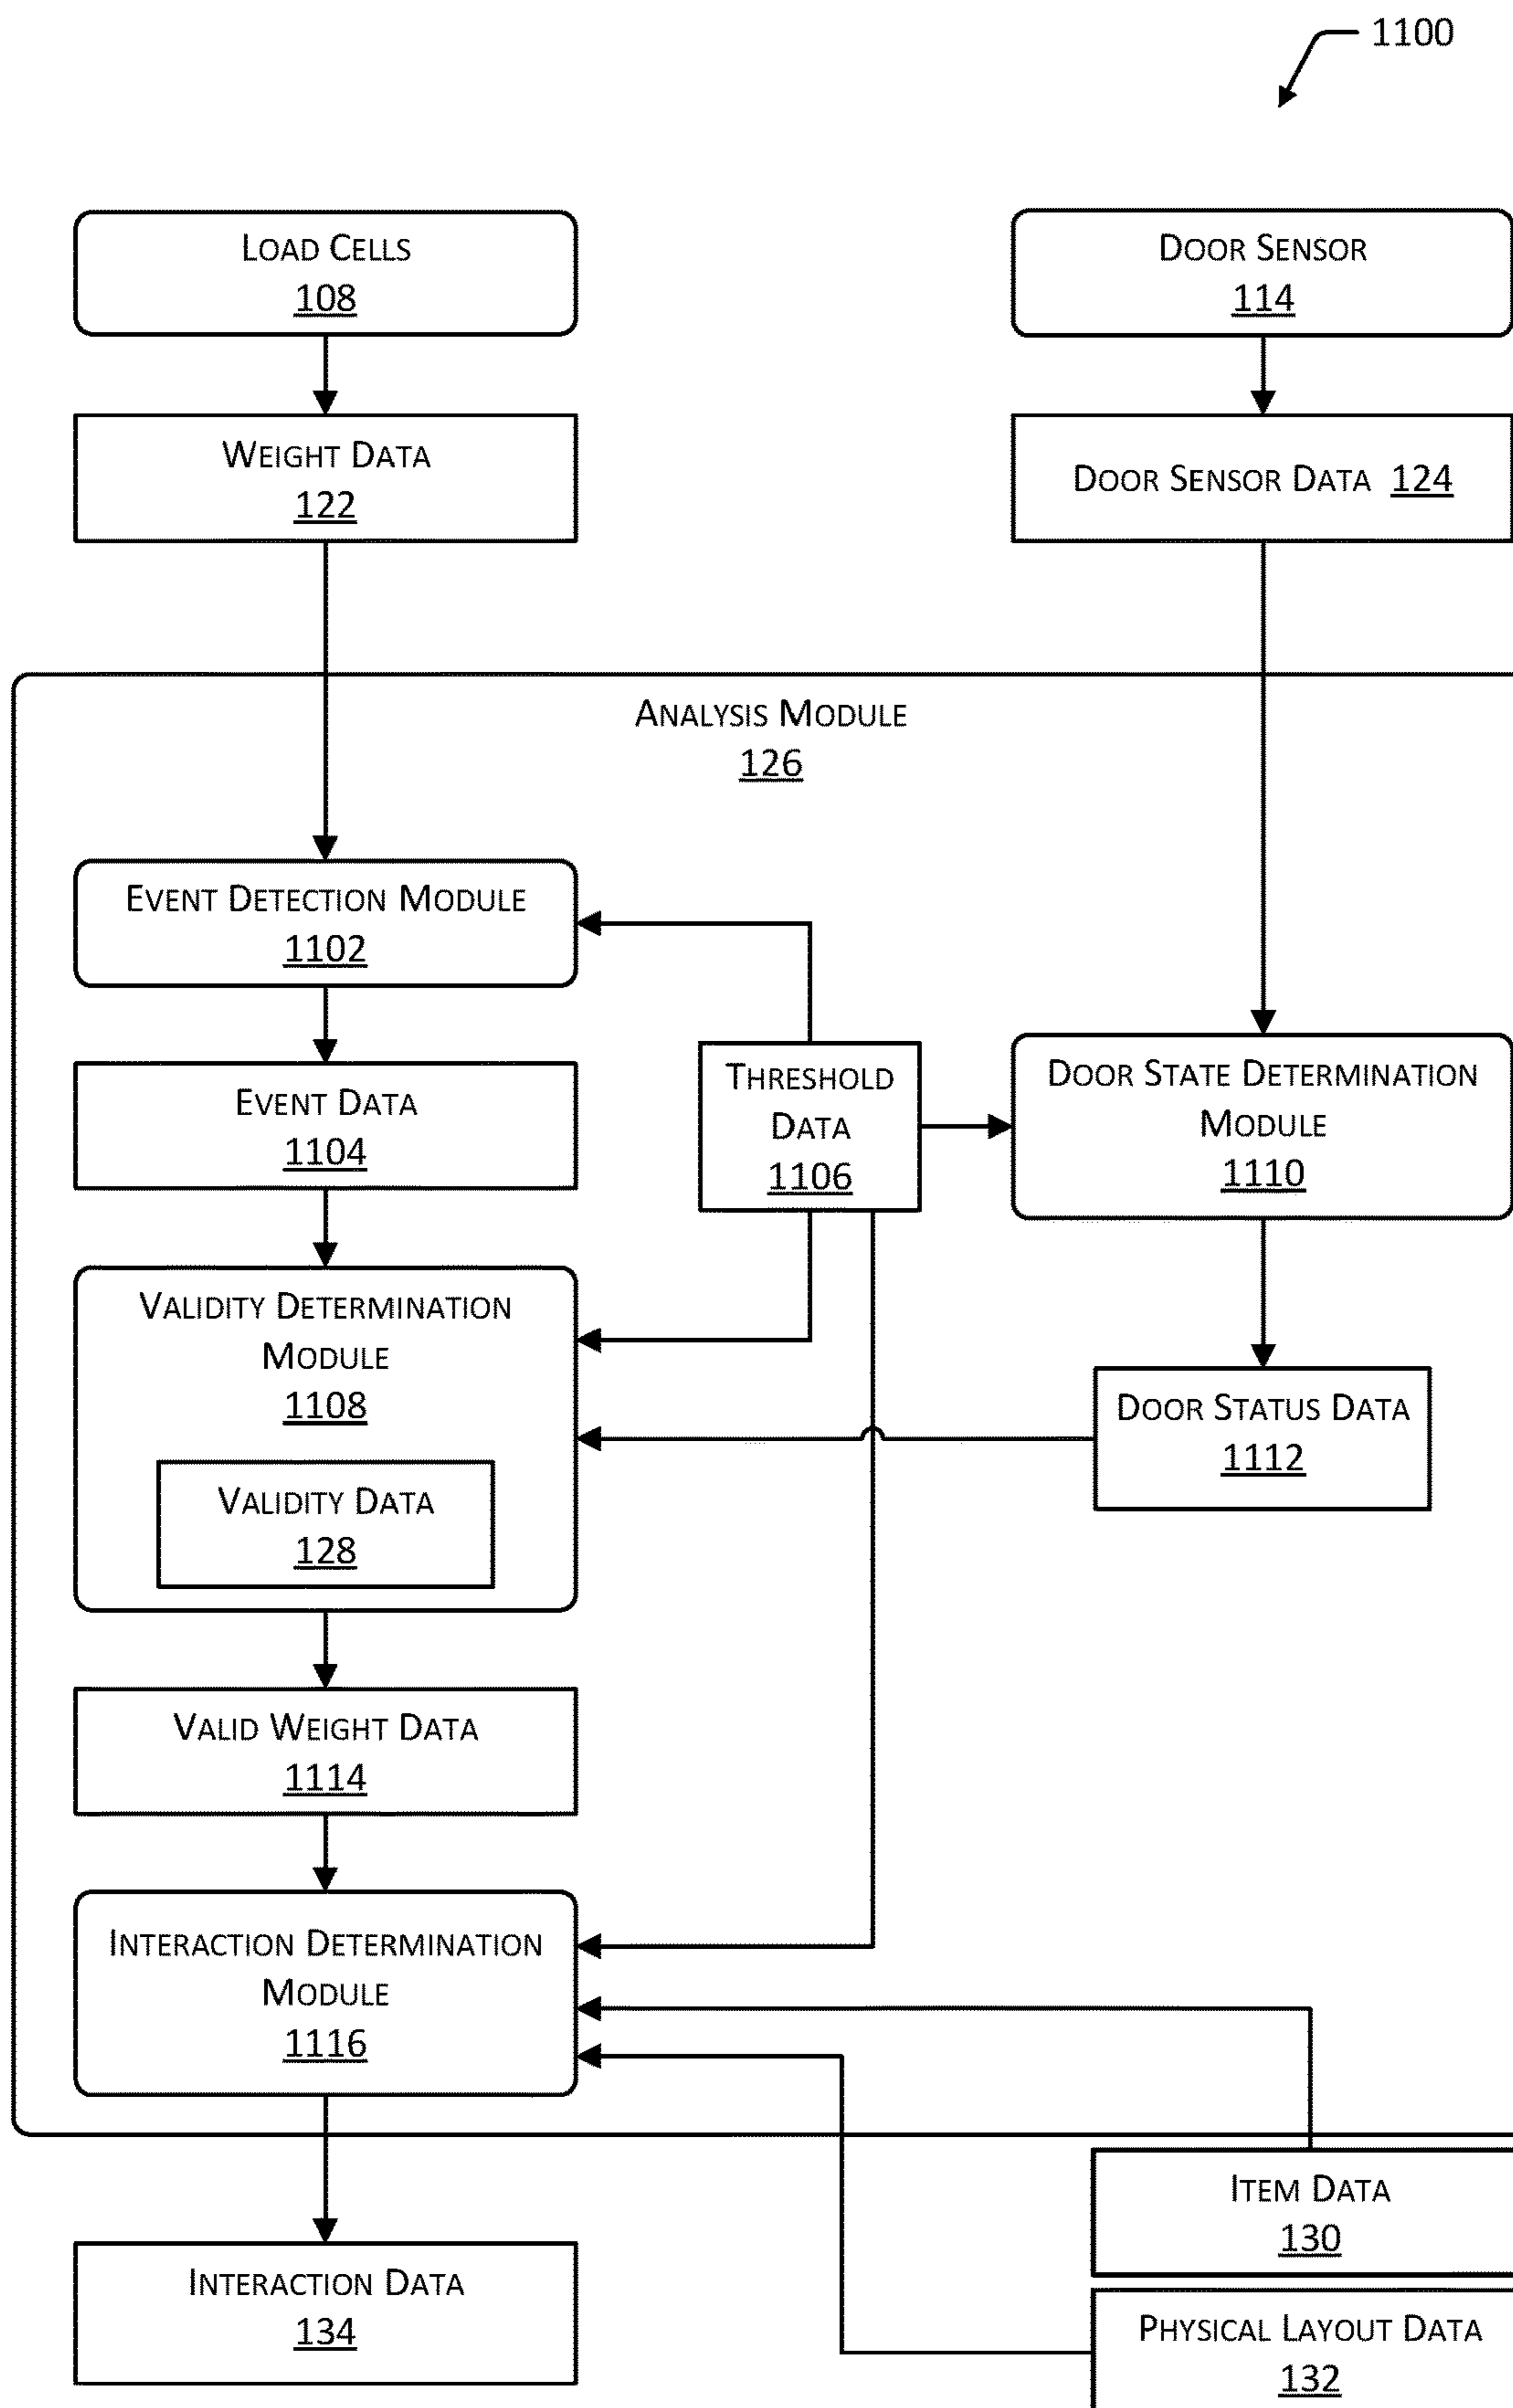 1100
LOAD CELLS
108
DOOR SENSOR
114
WEIGHT DATA
122
DOOR SENSOR DATA 124
ANALYSIS MODULE
126
EVENT DETECTION MODULE
1102
EVENT DATA
1104
THRESHOLD
DATA
1106
DOOR STATE DETERMINATION
MODULE
1110
VALIDITY DETERMINATION
MODULE
1108
VALIDITY DATA
128
DOOR STATUS DATA
1112
VALID WEIGHT DATA
1114
INTERACTION DETERMINATION
MODULE
1116
ITEM DATA
130
INTERACTION DATA
134
PHYSICAL LAYOUT DATA
132